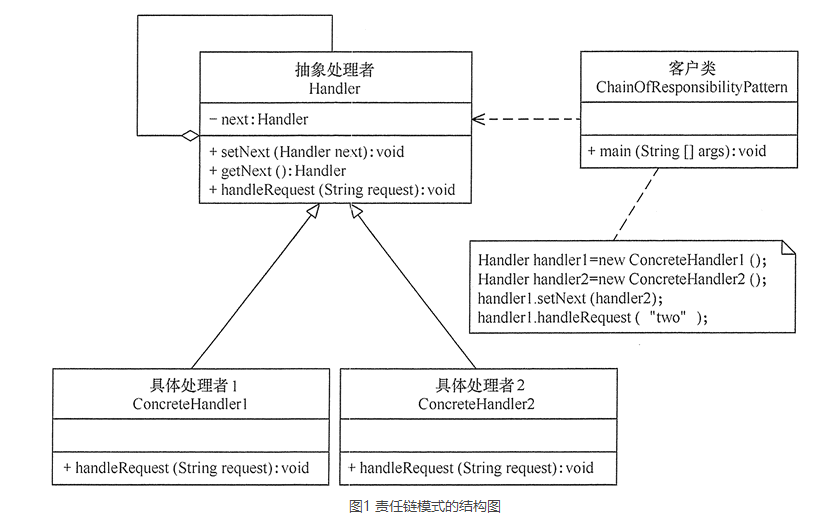 抽象处理者
Handler
- next:Handler
+ setNext (Handler next):void
+ getNext ():Handler
+ handleRequest (String request):void
客户类
ChainOfResponsibilityPattern
+ main (String [] args):void
Handler handler1=new ConcreteHandler1 ();
Handler handler2=new ConcreteHandler2 ();
handler1.setNext (handler2);
handler1.handleRequest ( "two" );
具体处理者1
ConcreteHandler1
+ handleRequest (String request):void
具体处理者2
ConcreteHandler2
+ handleRequest (String request):void
图1 责任链模式的结构图